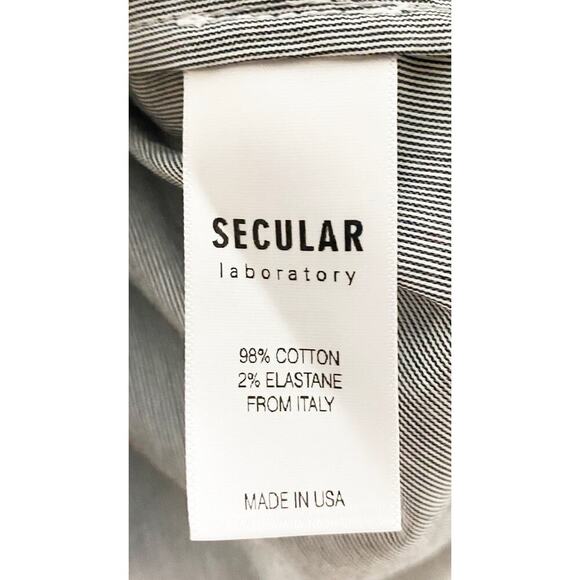 SECULAR
laboratory
98% COTTON
2% ELASTANE
FROM ITALY
MADE IN USA